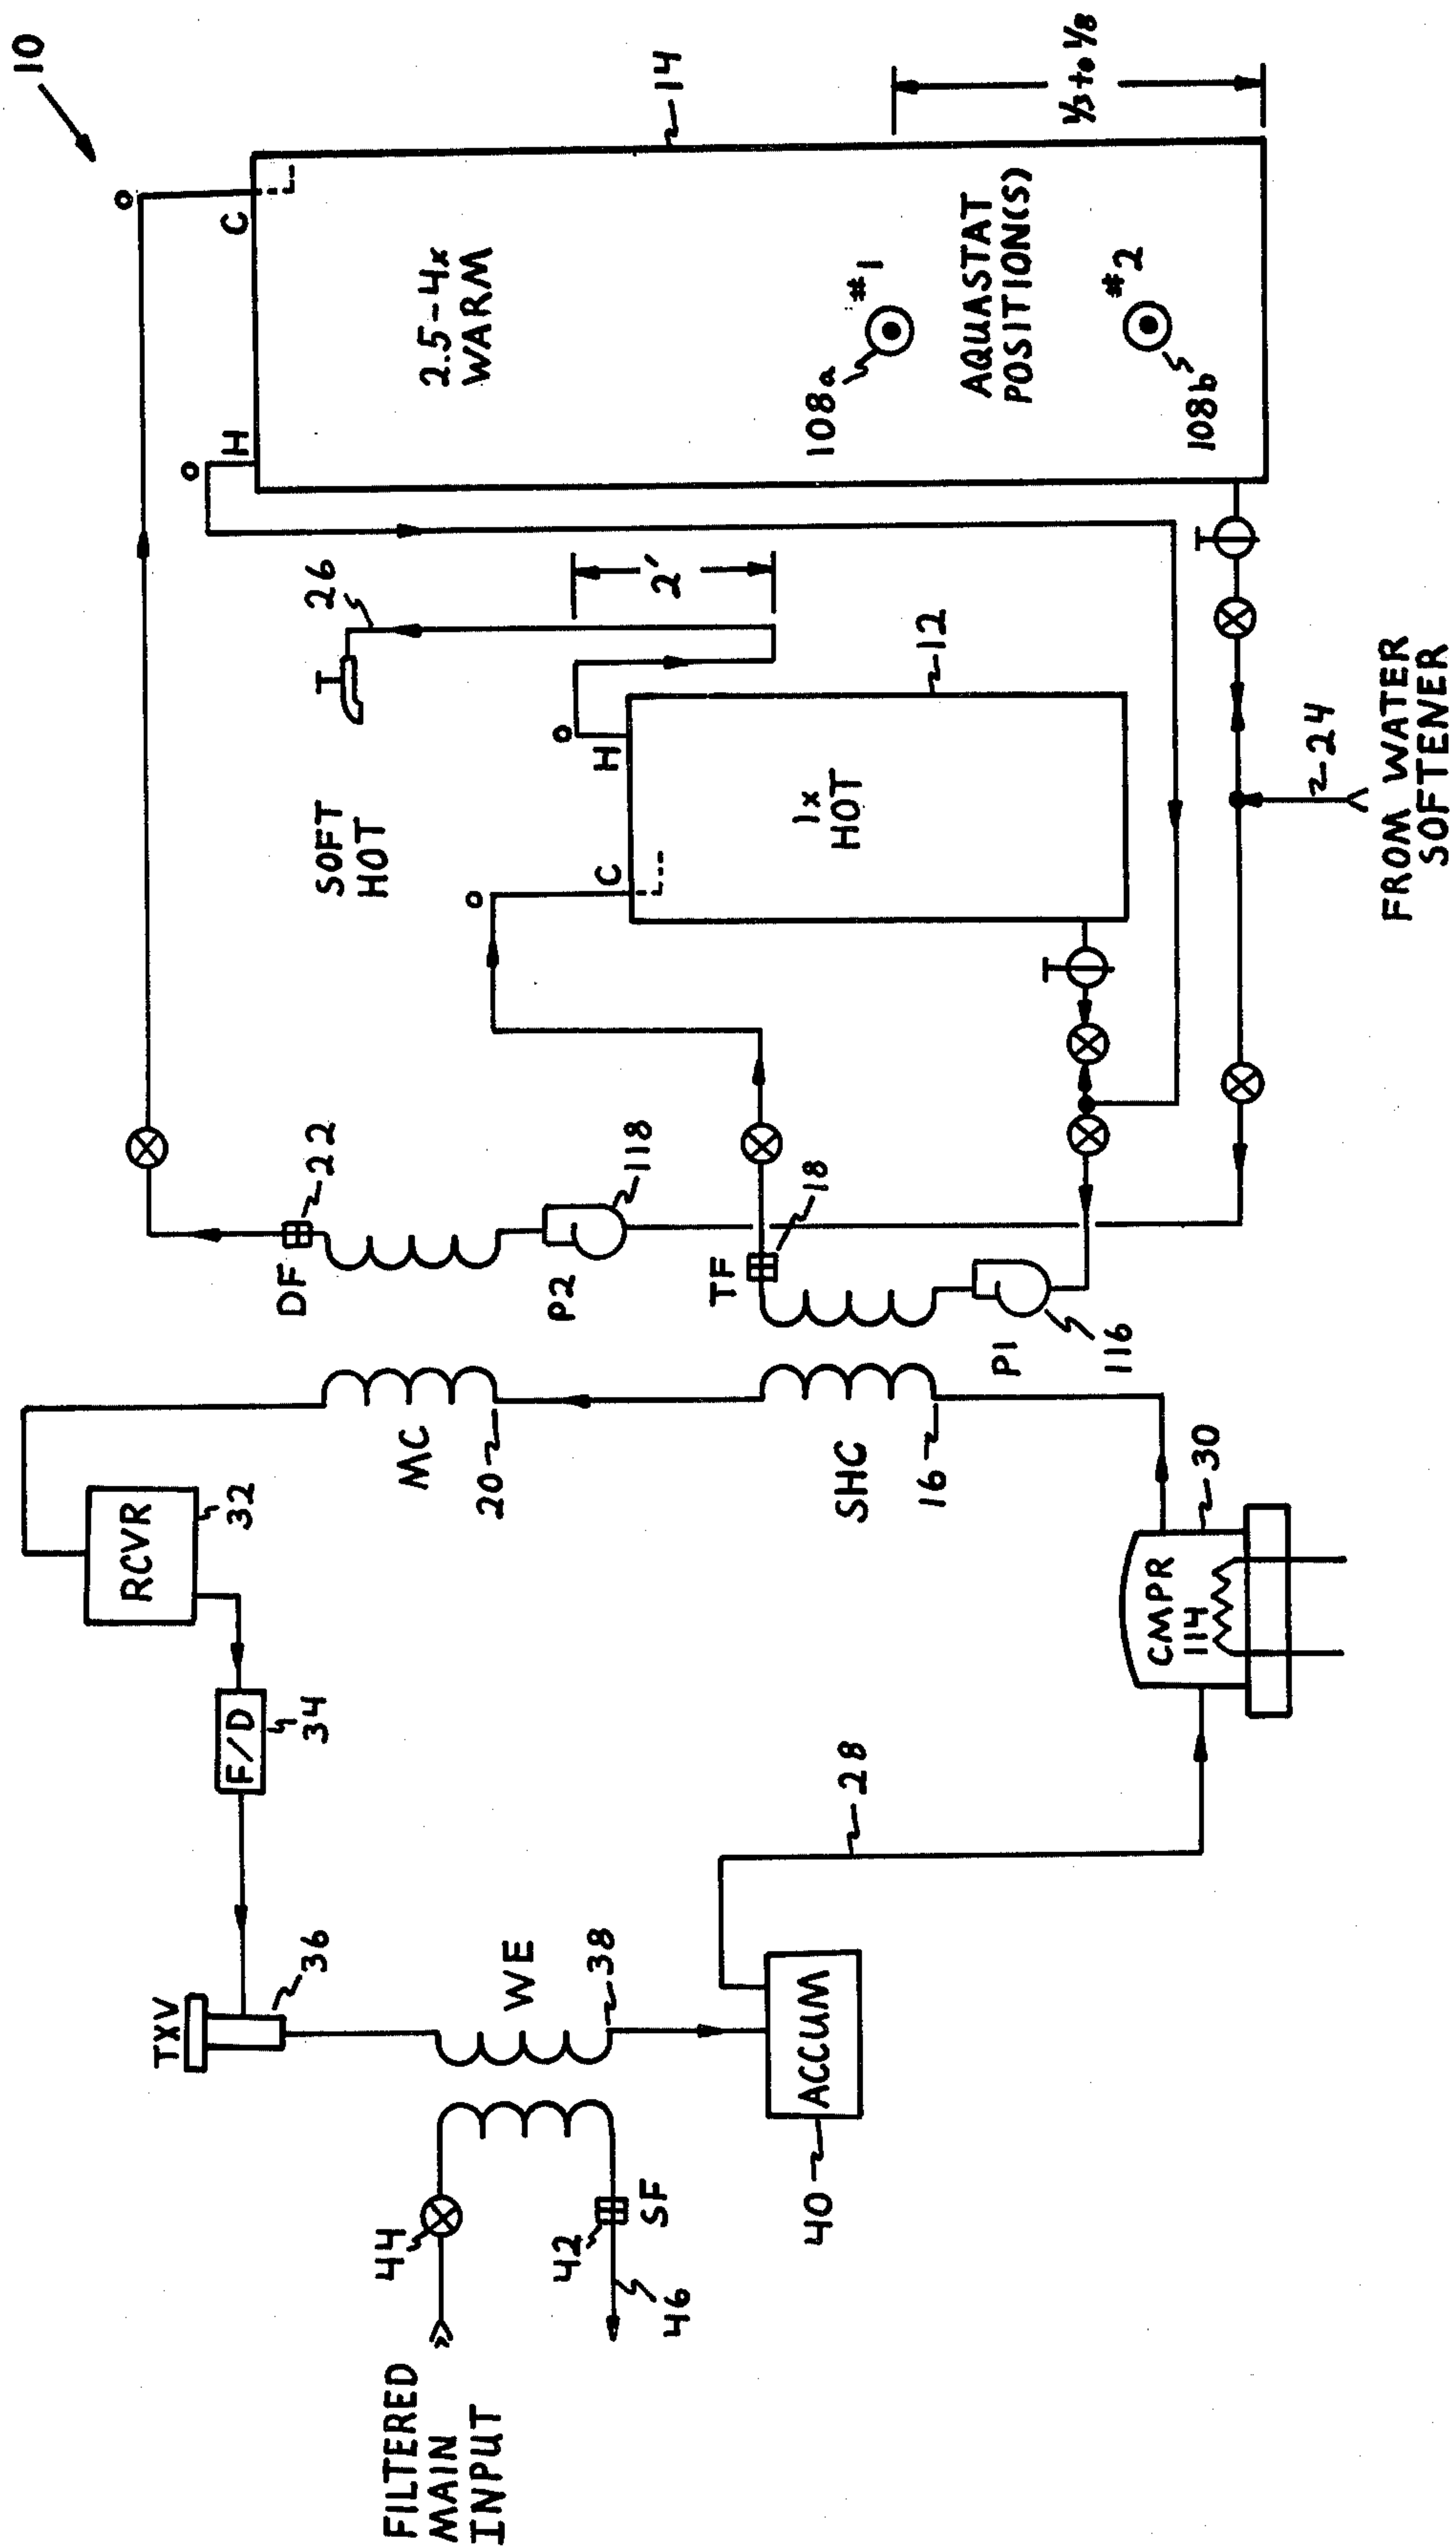 10
TXV
36
F/D
34
RCVR
32
FILTERED
MAIN
INPUT
44
42
SF
46
WE
38
40
ACCUM
28
CMPR
114
30
MC
20
SHC
16
DF
22
P2
118
TF
18
P1
116
SOFT
HOT
26
2'
C
H
1x
HOT
12
H
C
2.5-4x
WARM
14
108a
#1
AQUASTAT
POSITION(S)
#2
108b
1/3 to 1/8
24
FROM WATER
SOFTENER